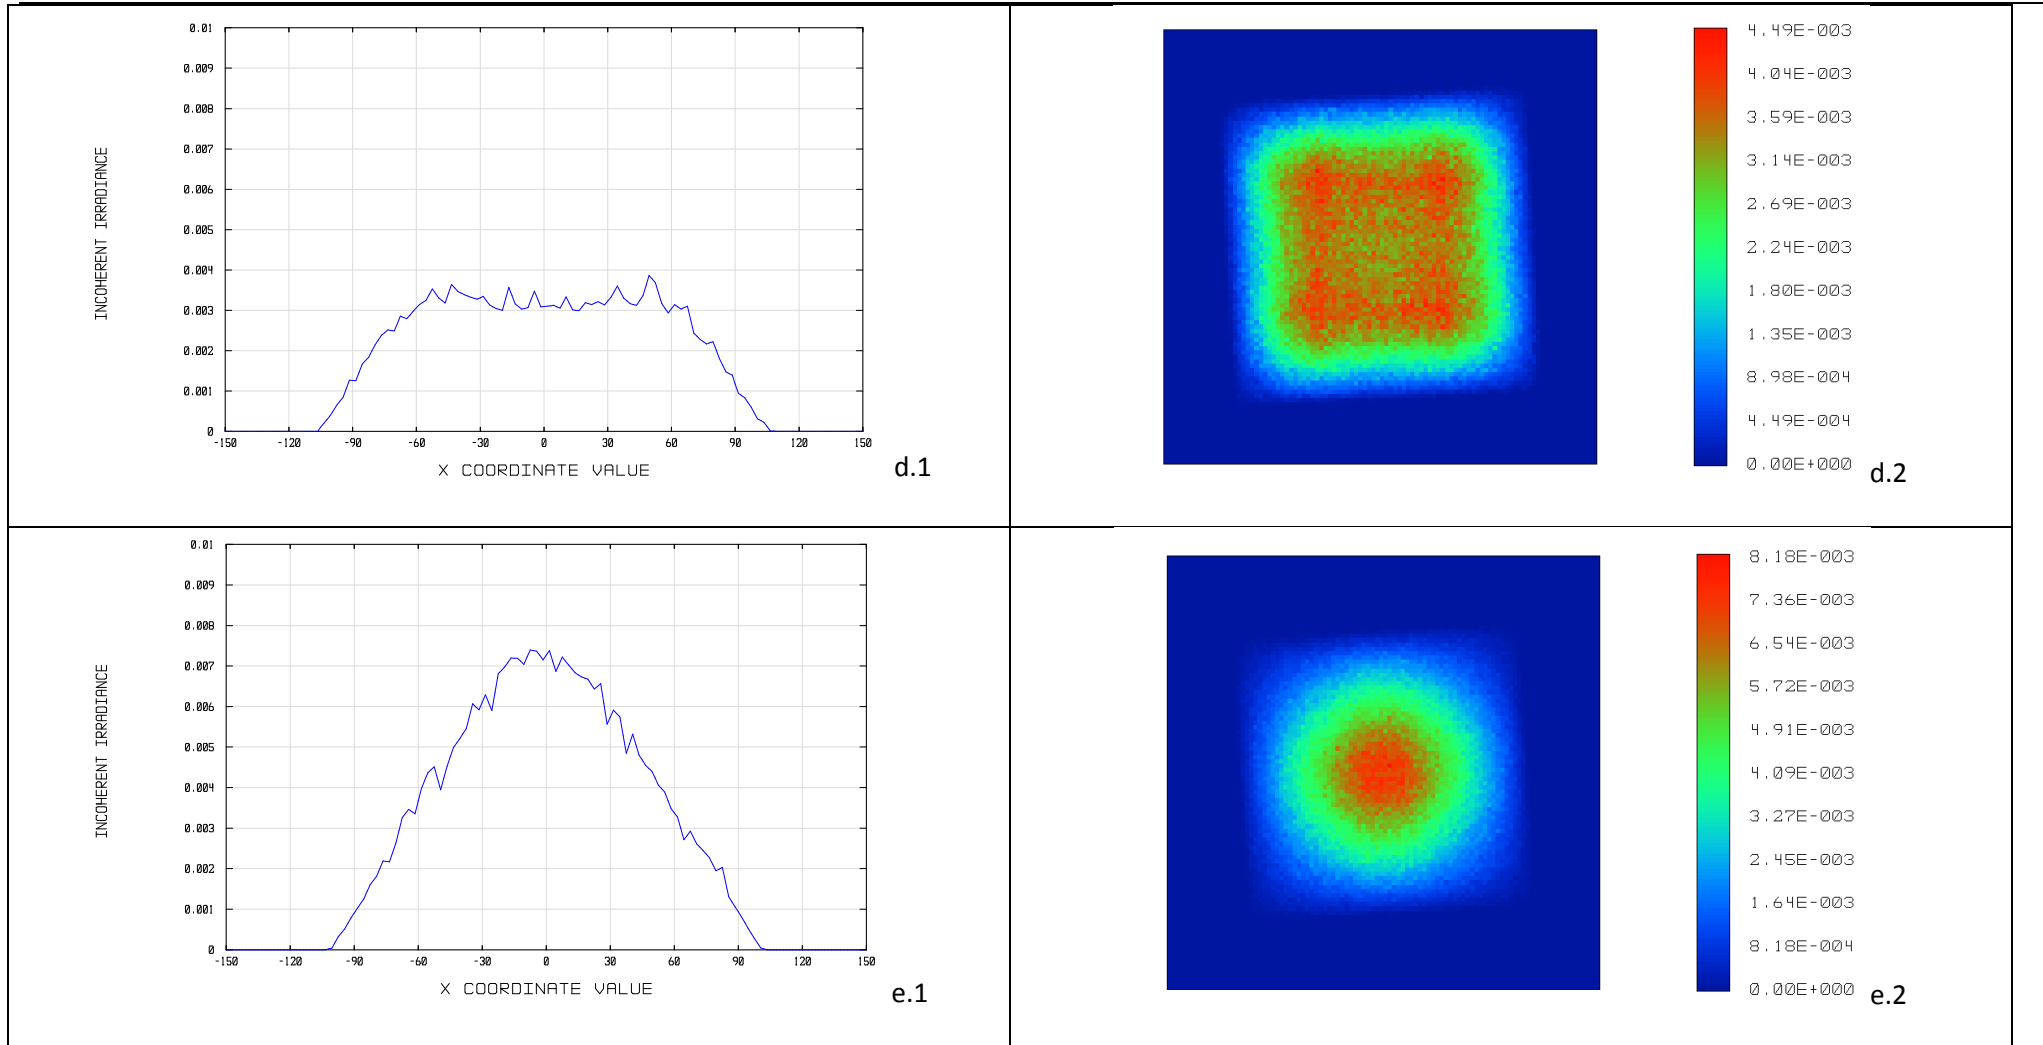 0.01
0.009
0.008
0.007
0.006
0.005
0.004
0.003
0.002
0.001
0
INCOHERENT IRRADIANCE
-150 -120 -90 -60 -30 0 30 60 90 120 150
X COORDINATE VALUE
d.1
4.49E-003
4.04E-003
3.59E-003
3.14E-003
2.69E-003
2.24E-003
1.80E-003
1.35E-003
8.98E-004
4.49E-004
0.00E+000
d.2
0.01
0.009
0.008
0.007
0.006
0.005
0.004
0.003
0.002
0.001
0
INCOHERENT IRRADIANCE
-150 -120 -90 -60 -30 0 30 60 90 120 150
X COORDINATE VALUE
e.1
8.18E-003
7.36E-003
6.54E-003
5.72E-003
4.91E-003
4.09E-003
3.27E-003
2.45E-003
1.64E-003
8.18E-004
0.00E+000
e.2